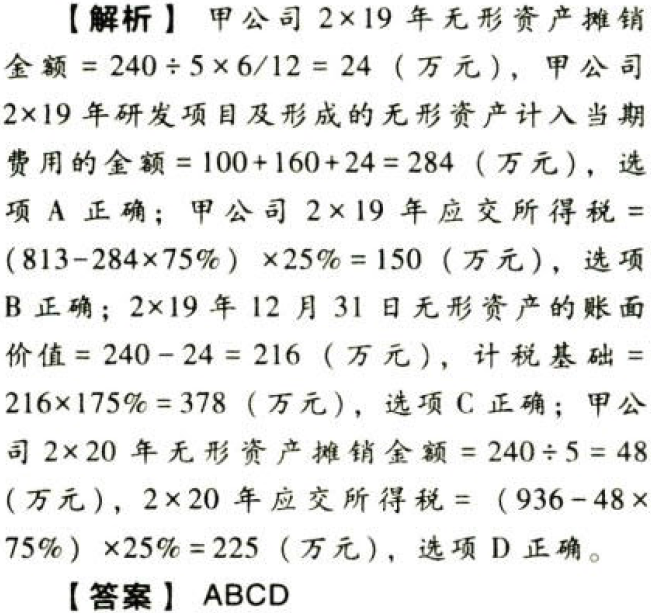 【解析】 甲公司 2×19 年无形资产摊销
金额 = 240÷5×6/12 = 24 （万元），甲公司
2×19 年研发项目及形成的无形资产计入当期
费用的金额 = 100+160+24 = 284 （万元），选
项 A 正确；甲公司 2×19 年应交所得税 =
(813-284×75%) ×25% = 150 （万元），选项
B 正确；2×19 年 12 月 31 日无形资产的账面
价值 = 240 - 24 = 216 （万元），计税基础 =
216×175% = 378 （万元），选项 C 正确；甲公
司 2×20 年无形资产摊销金额 = 240÷5 = 48
（万元），2×20 年应交所得税 = （936-48×
75%） ×25% = 225 （万元），选项 D 正确。
【答案】 ABCD